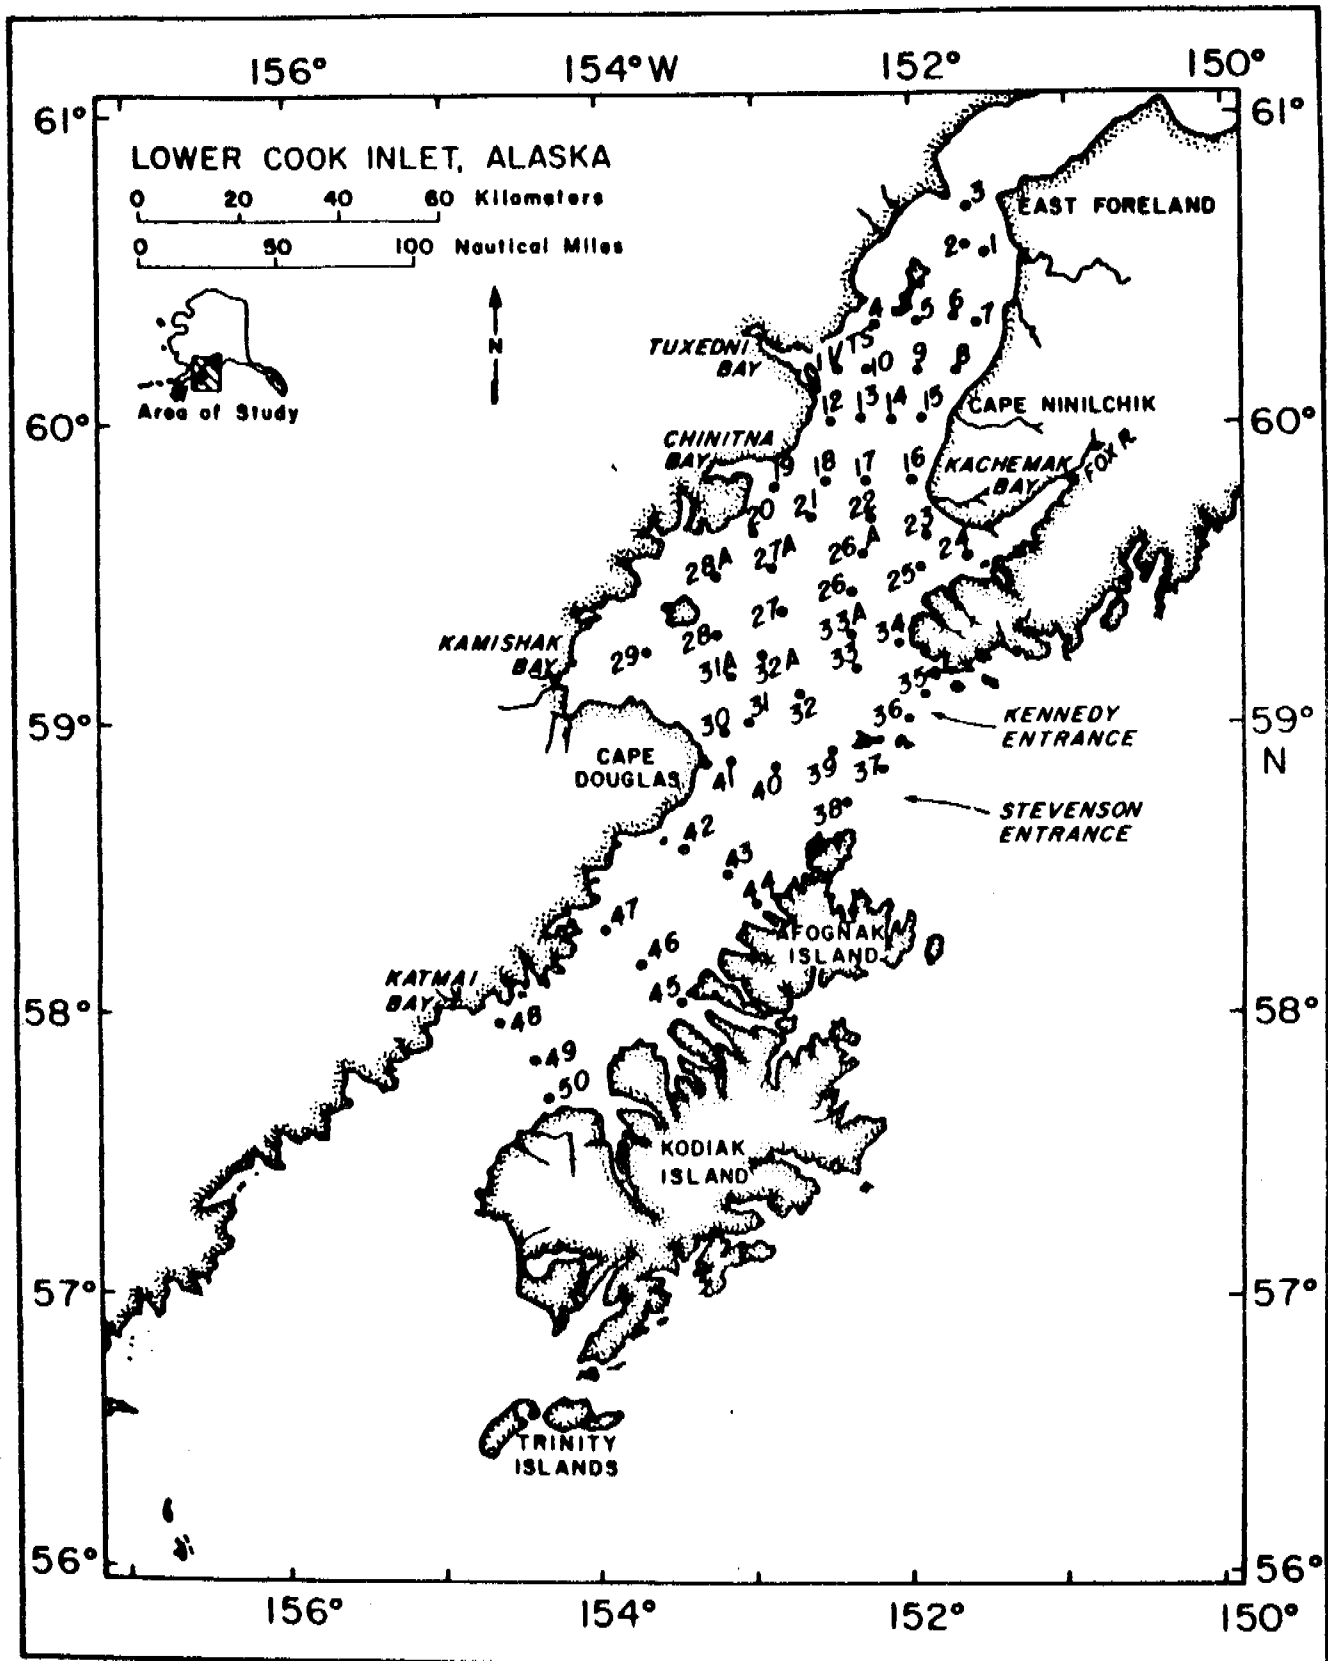 156° 154°W 152° 150°
61° 61°
LOWER COOK INLET, ALASKA
0 20 40 60 Kilometers
0 50 100 Nautical Miles
N
Area of Study
3
EAST FORELAND
2 1
4 5 6 7
TUXEDNI
BAY
10 9 8
12 13 14 15
CAPE NINILCHIK
60° 60°
CHINITNA
BAY
19 18 17 16
KACHEMAK
BAY
FOX R
20 21 22 23
28A 27A 26A 24
26 25
28 27 33A 34
KAMISHAK
BAY
29 31A 32A 33
35
30 31 32 36
59° 59°
N
KENNEDY
ENTRANCE
CAPE
DOUGLAS
41 40 39 37
38
STEVENSON
ENTRANCE
42
43
44
47
46
AFOGNAK
ISLAND
KATMAI
BAY
45
58° 58°
48
49
50
KODIAK
ISLAND
57° 57°
TRINITY
ISLANDS
56° 56°
156° 154° 152° 150°